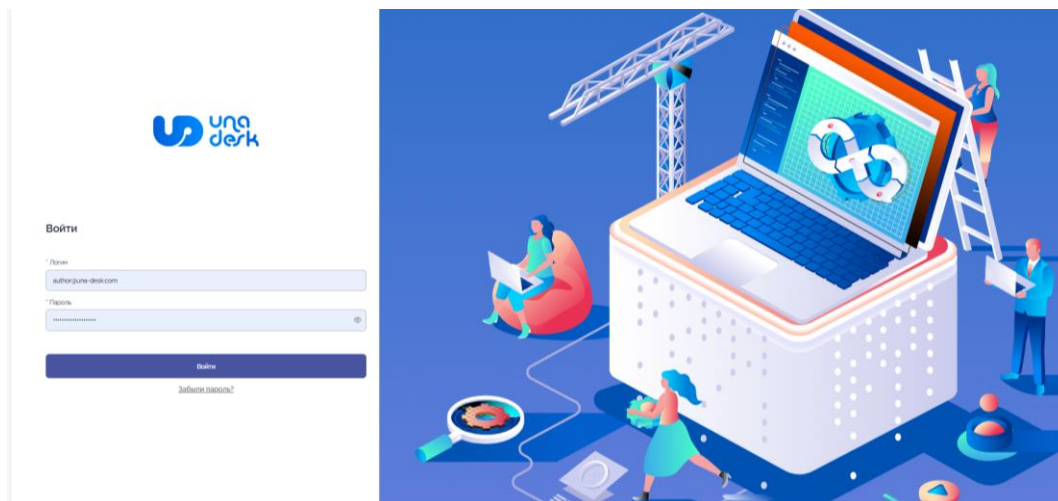 una
desk
Войти
* Логин
author@una-desk.com
* Пароль
Войти
Забыли пароль?